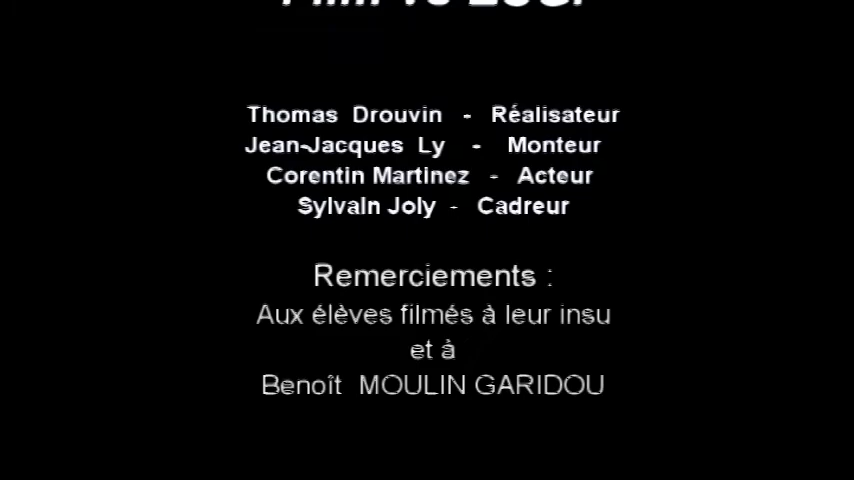 Thomas Drouvin - Réalisateur
Jean-Jacques Ly - Monteur
Corentin Martinez - Acteur
Sylvain Joly - Cadreur
Remerciements :
Aux élèves filmés à leur insu
et à
Benoît MOULIN GARIDOU